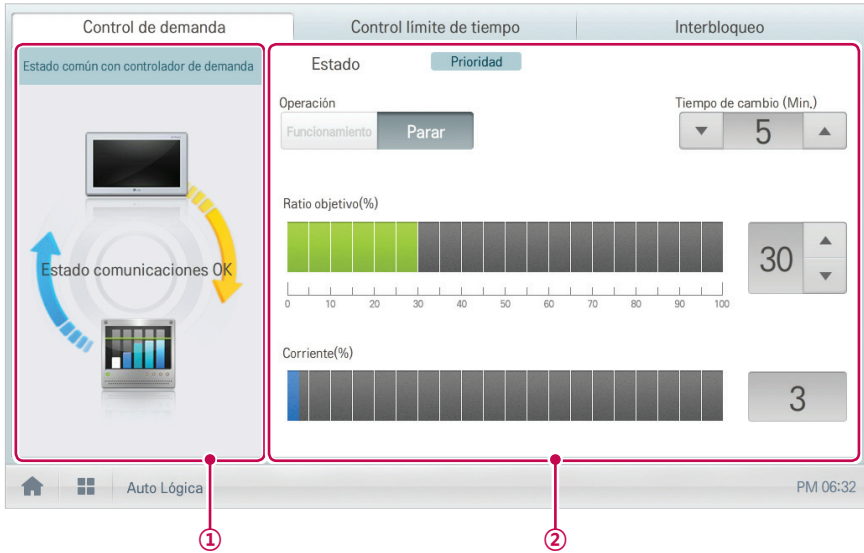 Control de demanda
Control límite de tiempo
Interbloqueo
Estado común con controlador de demanda
Estado comunicaciones OK
Estado
Prioridad
Operación
Funcionamiento
Parar
Tiempo de cambio (Min.)
5
Ratio objetivo(%)
30
0 10 20 30 40 50 60 70 80 90 100
Corriente(%)
3
Auto Lógica
PM 06:32
① ②